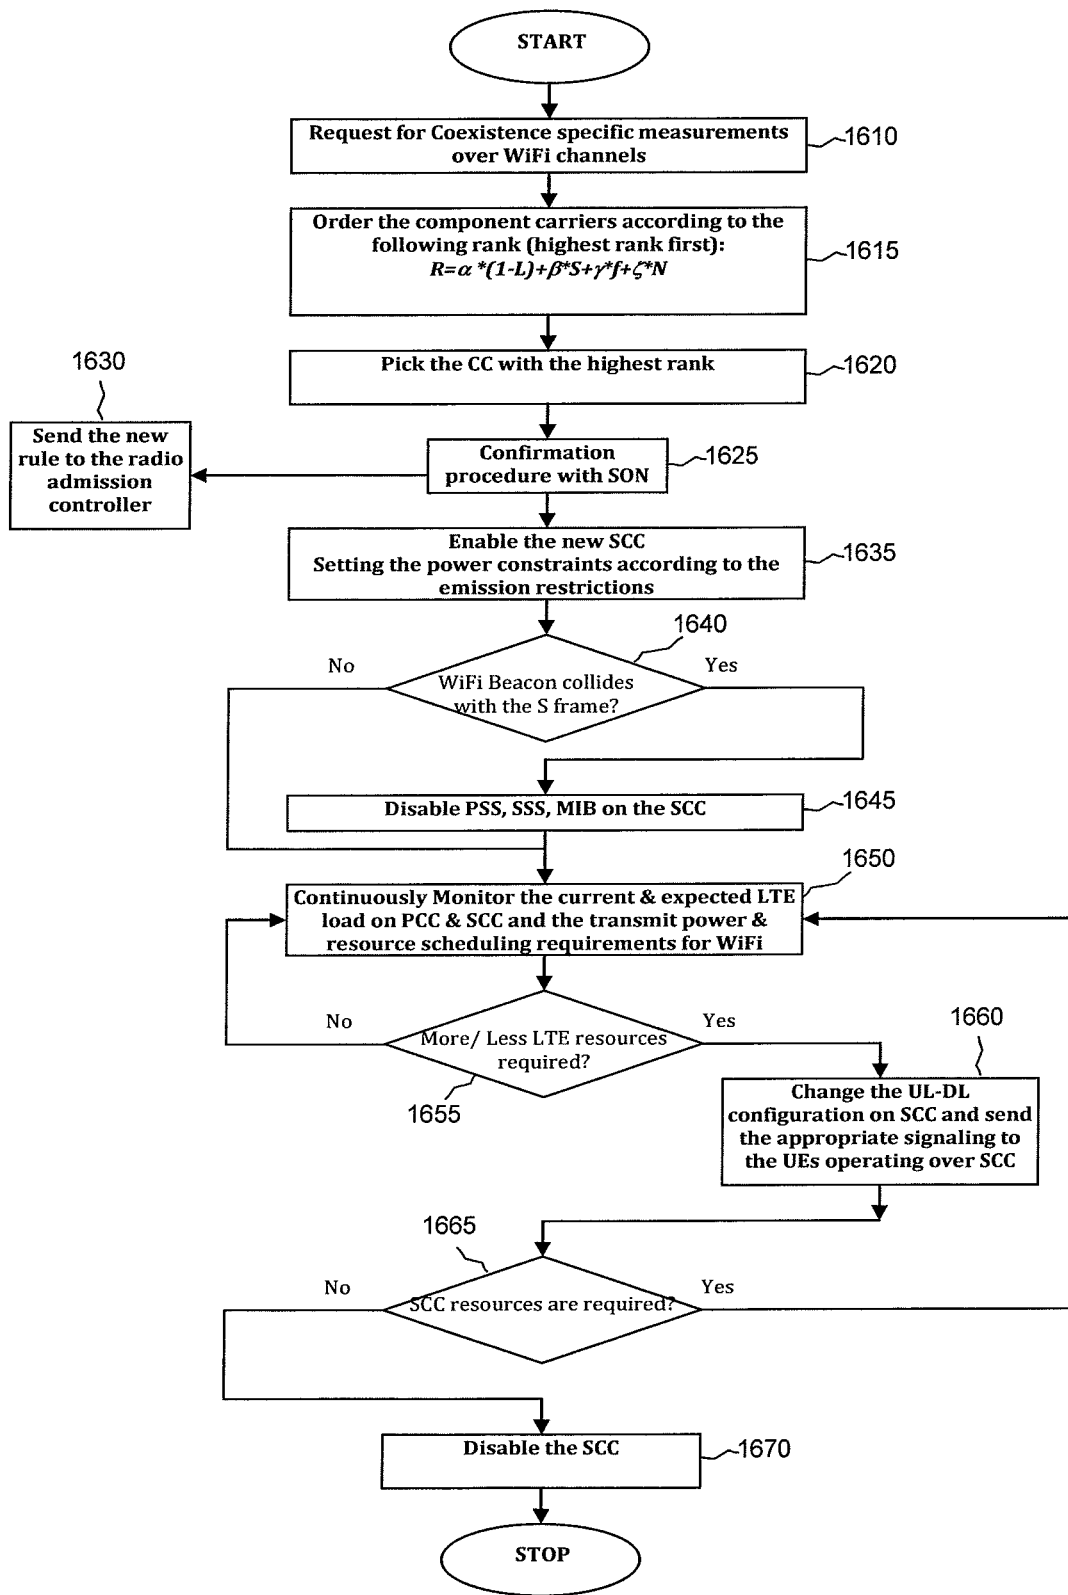 START
Request for Coexistence specific measurements
over WiFi channels
1610
Order the component carriers according to the
following rank (highest rank first):
R=α *(1-L)+β*S+γ*f+ζ*N
1615
Pick the CC with the highest rank
1620
1630
Send the new
rule to the radio
admission
controller
Confirmation
procedure with SON
1625
Enable the new SCC
Setting the power constraints according to the
emission restrictions
1635
1640
No
Yes
WiFi Beacon collides
with the S frame?
Disable PSS, SSS, MIB on the SCC
1645
1650
Continuously Monitor the current & expected LTE
load on PCC & SCC and the transmit power &
resource scheduling requirements for WiFi
No
Yes
More/ Less LTE resources
required?
1655
1660
Change the UL-DL
configuration on SCC and send
the appropriate signaling to
the UEs operating over SCC
1665
No
Yes
SCC resources are required?
Disable the SCC
1670
STOP